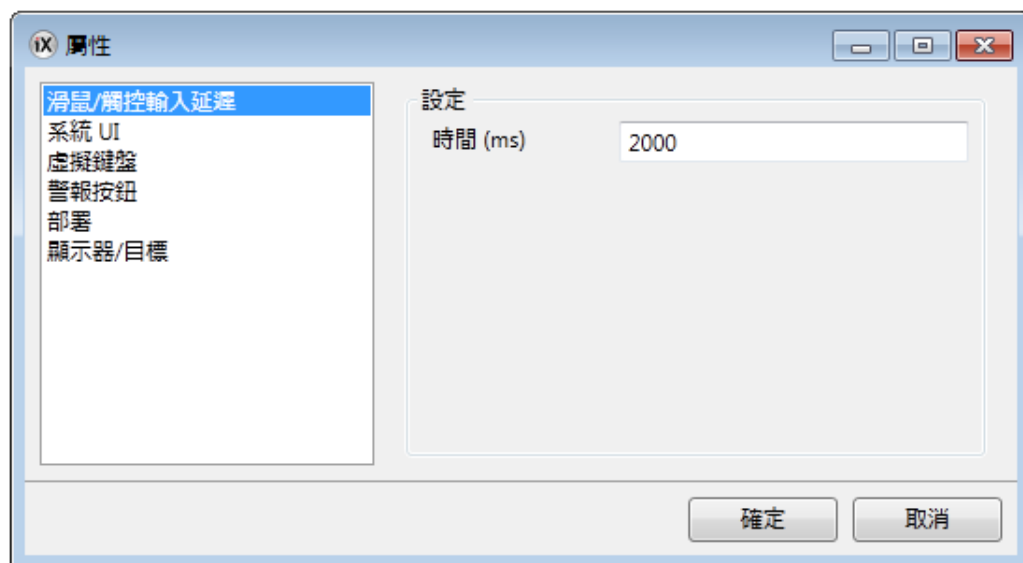 iX 屬性
滑鼠/觸控輸入延遲
系統 UI
虛擬鍵盤
警報按鈕
部署
顯示器/目標
設定
時間 (ms)
2000
確定
取消